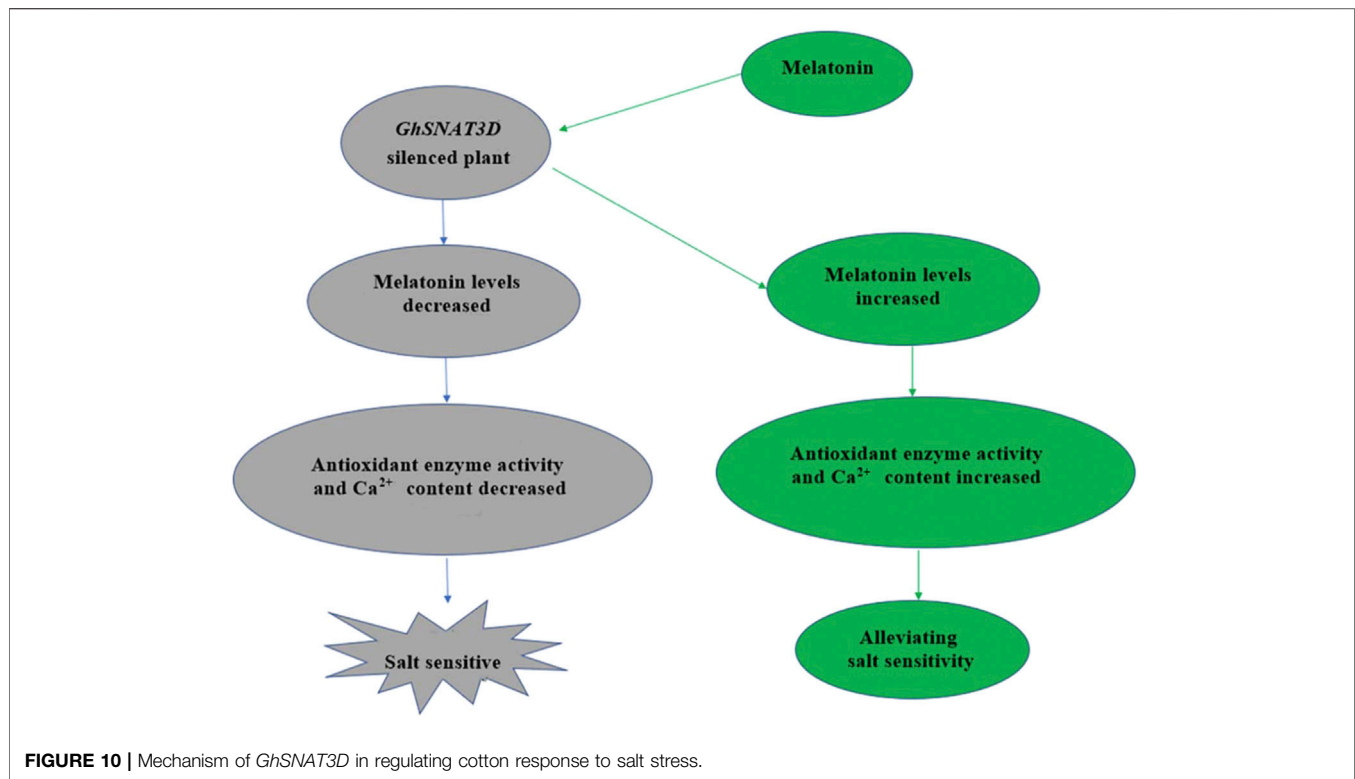 Melatonin
GhSNAT3D
silenced plant
Melatonin levels
decreased
Melatonin levels
increased
Antioxidant enzyme activity
and Ca²⁺ content decreased
Antioxidant enzyme activity
and Ca²⁺ content increased
Salt sensitive
Alleviating
salt sensitivity
FIGURE 10 | Mechanism of GhSNAT3D in regulating cotton response to salt stress.